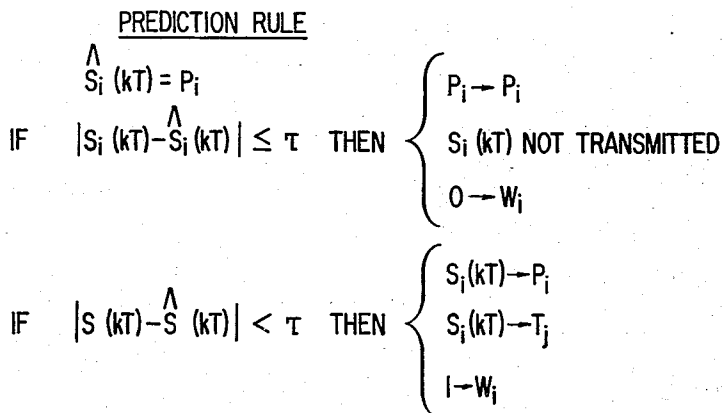 PREDICTION RULE
Ŝi (kT) = Pi
IF |Si (kT)-Ŝi (kT)| ≤ τ THEN
Pi → Pi
Si (kT) NOT TRANSMITTED
0 → Wi
IF |S (kT)-Ŝ (kT)| < τ THEN
Si(kT) → Pi
Si(kT) → Tj
1 → Wi